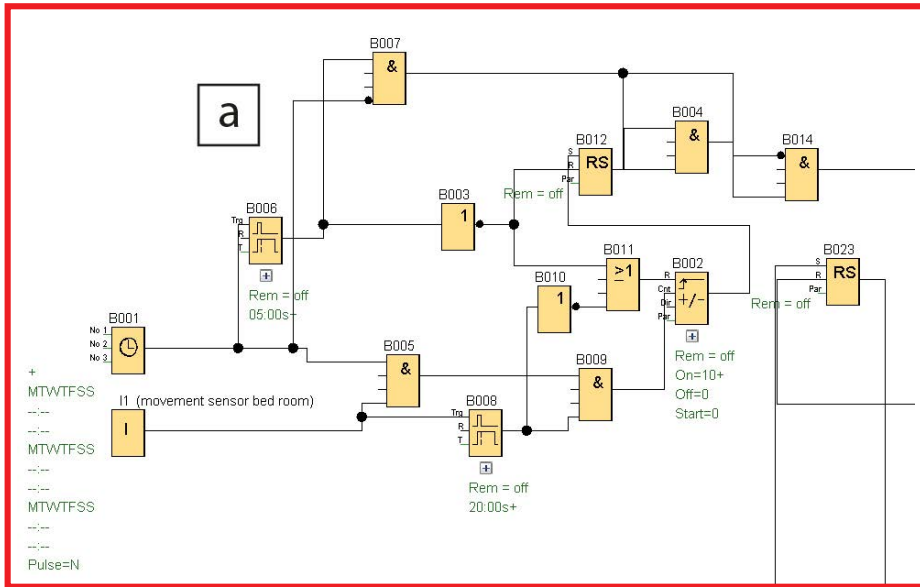 a
B007
&
B004
&
B014
&
B012
S
R
Par
RS
Rem = off
B003
1
B006
Trg
R
T
Rem = off
05:00s+
B011
≥1
B002
R
Cnt
Dir
Par
+/-
Rem = off
On=10+
Off=0
Start=0
B010
1
B023
S
R
Par
RS
Rem = off
B001
No 1
No 2
No 3
B005
&
B009
&
B008
Trg
R
T
Rem = off
20:00s+
I1 (movement sensor bed room)
I
+
MTWTFSS
--:--
--:--
MTWTFSS
--:--
--:--
MTWTFSS
--:--
--:--
Pulse=N